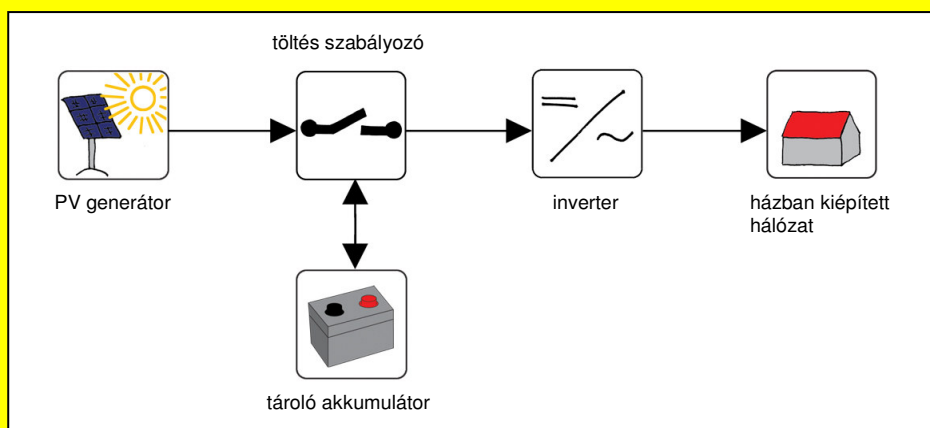 töltés szabályozó
PV generátor
inverter
házban kiépített
hálózat
tároló akkumulátor